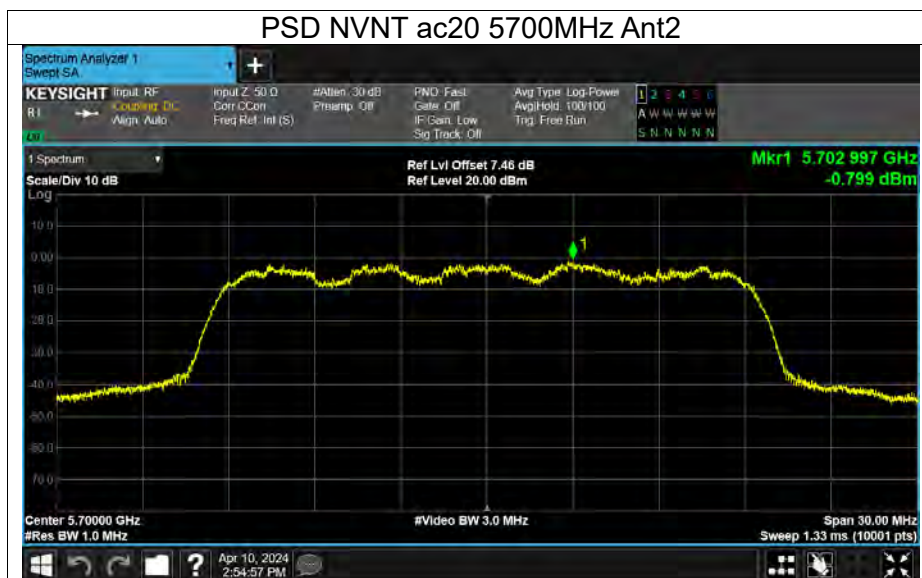 PSD NVNT ac20 5700MHz Ant2
Spectrum Analyzer 1
Swept SA
+
KEYSIGHT Input: RF Input Z: 50 Ω #Atten: 30 dB PNO: Fast Avg Type: Log-Power 1 2 3 4 5 6
Coupling: DC Corr CCorr Preamp: Off Gate: Off Avg|Hold: 100/100 A W W W W W
Align: Auto Freq Ref: Int (S) IF Gain: Low Trig: Free Run
Sig Track: Off S N N N N N
1 Spectrum Ref Lvl Offset 7.46 dB Mkr1 5.702 997 GHz
Scale/Div 10 dB Ref Level 20.00 dBm -0.799 dBm
Log
10.0
0.00
1
-10.0
-20.0
-30.0
-40.0
-50.0
-60.0
-70.0
Center 5.70000 GHz #Video BW 3.0 MHz Span 30.00 MHz
#Res BW 1.0 MHz Sweep 1.33 ms (10001 pts)
? Apr 10, 2024
2:54:57 PM